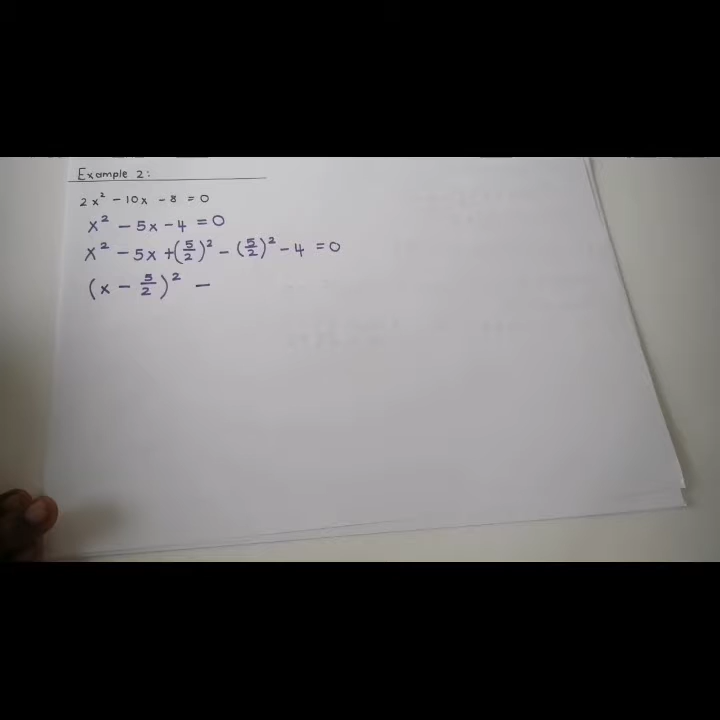 Example 2:
2x² - 10x - 8 = 0
x² - 5x - 4 = 0
x² - 5x + (5/2)² - (5/2)² - 4 = 0
(x - 5/2)² -